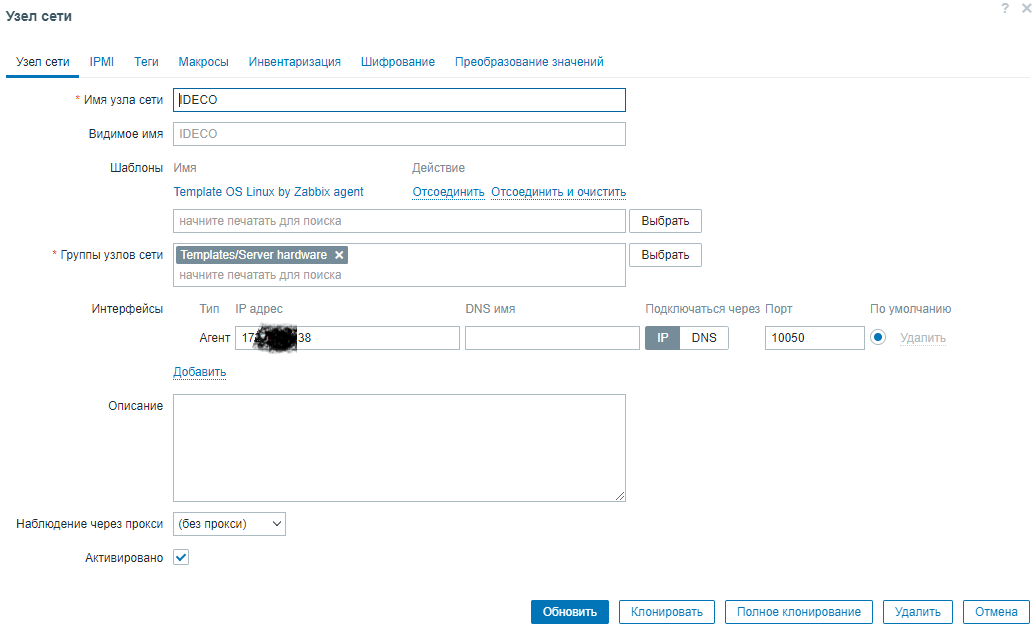 Узел сети
? ×
Узел сети IPMI Теги Макросы Инвентаризация Шифрование Преобразование значений
* Имя узла сети IDECO
Видимое имя IDECO
Шаблоны Имя Действие
Template OS Linux by Zabbix agent Отсоединить Отсоединить и очистить
начните печатать для поиска Выбрать
* Группы узлов сети Templates/Server hardware × Выбрать
начните печатать для поиска
Интерфейсы Тип IP адрес DNS имя Подключаться через Порт По умолчанию
Агент 17 38 IP DNS 10050 Удалить
Добавить
Описание
Наблюдение через прокси (без прокси)
Активировано
Обновить Клонировать Полное клонирование Удалить Отмена